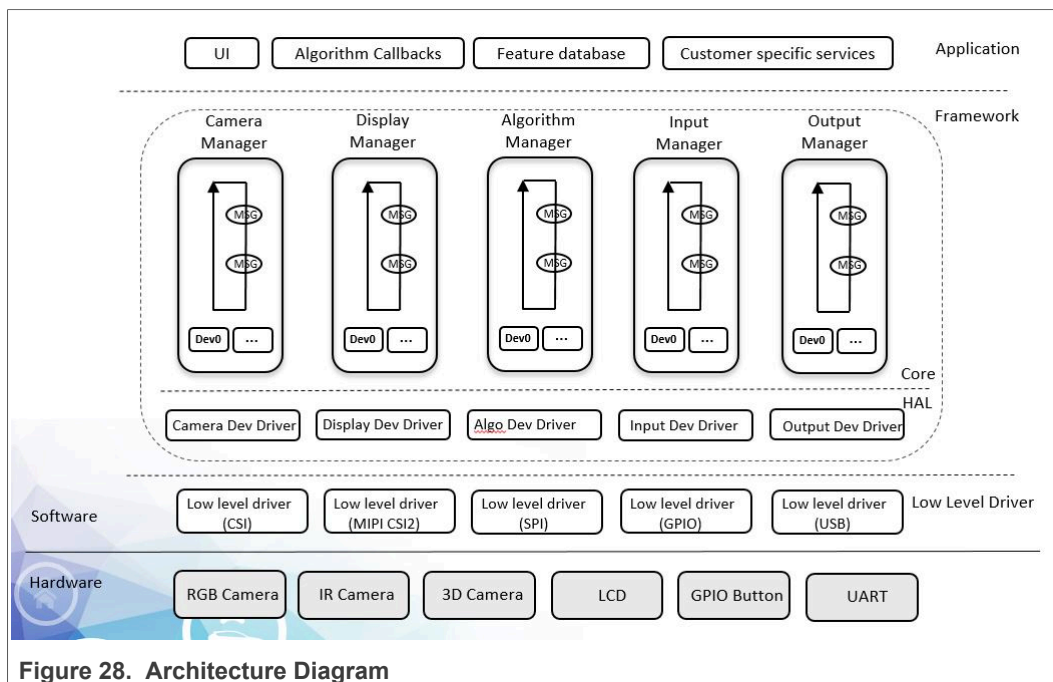 UI
Algorithm Callbacks
Feature database
Customer specific services
Application
Framework
Camera
Manager
Display
Manager
Algorithm
Manager
Input
Manager
Output
Manager
MSG
MSG
MSG
MSG
MSG
MSG
MSG
MSG
MSG
MSG
Dev0
...
Dev0
...
Dev0
...
Dev0
...
Dev0
...
Core
HAL
Camera Dev Driver
Display Dev Driver
Algo Dev Driver
Input Dev Driver
Output Dev Driver
Software
Low level driver
(CSI)
Low level driver
(MIPI CSI2)
Low level driver
(SPI)
Low level driver
(GPIO)
Low level driver
(USB)
Low Level Driver
Hardware
RGB Camera
IR Camera
3D Camera
LCD
GPIO Button
UART
Figure 28. Architecture Diagram